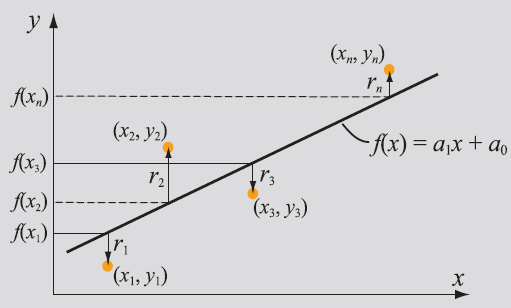 y
(xₙ, yₙ)
rₙ
f(xₙ)
(x₂, y₂)
f(x) = a₁x + a₀
f(x₃)
r₂
r₃
f(x₂)
(x₃, y₃)
f(x₁)
r₁
(x₁, y₁)
x